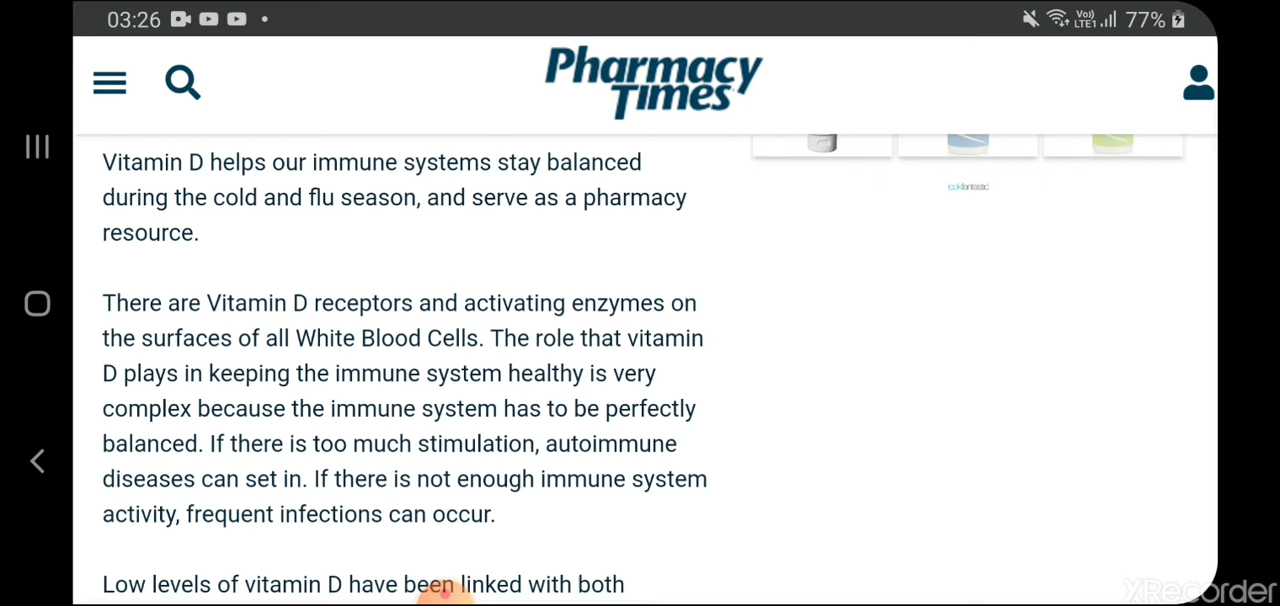 03:26
Vo)) LTE1 77%
Pharmacy Times
Vitamin D helps our immune systems stay balanced
during the cold and flu season, and serve as a pharmacy
resource.
lookfantastic
There are Vitamin D receptors and activating enzymes on
the surfaces of all White Blood Cells. The role that vitamin
D plays in keeping the immune system healthy is very
complex because the immune system has to be perfectly
balanced. If there is too much stimulation, autoimmune
diseases can set in. If there is not enough immune system
activity, frequent infections can occur.
Low levels of vitamin D have been linked with both
XRecorder